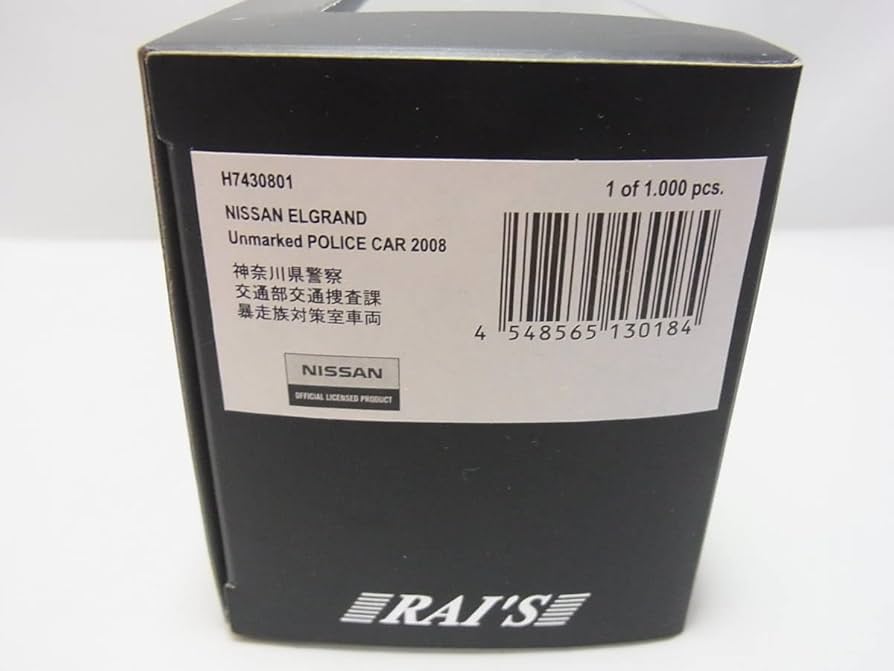 H7430801
1 of 1.000 pcs.
NISSAN ELGRAND
Unmarked POLICE CAR 2008
神奈川県警察
交通部交通捜査課
暴走族対策室車両
4 548565 130184
NISSAN
OFFICIAL LICENSED PRODUCT
RAI'S